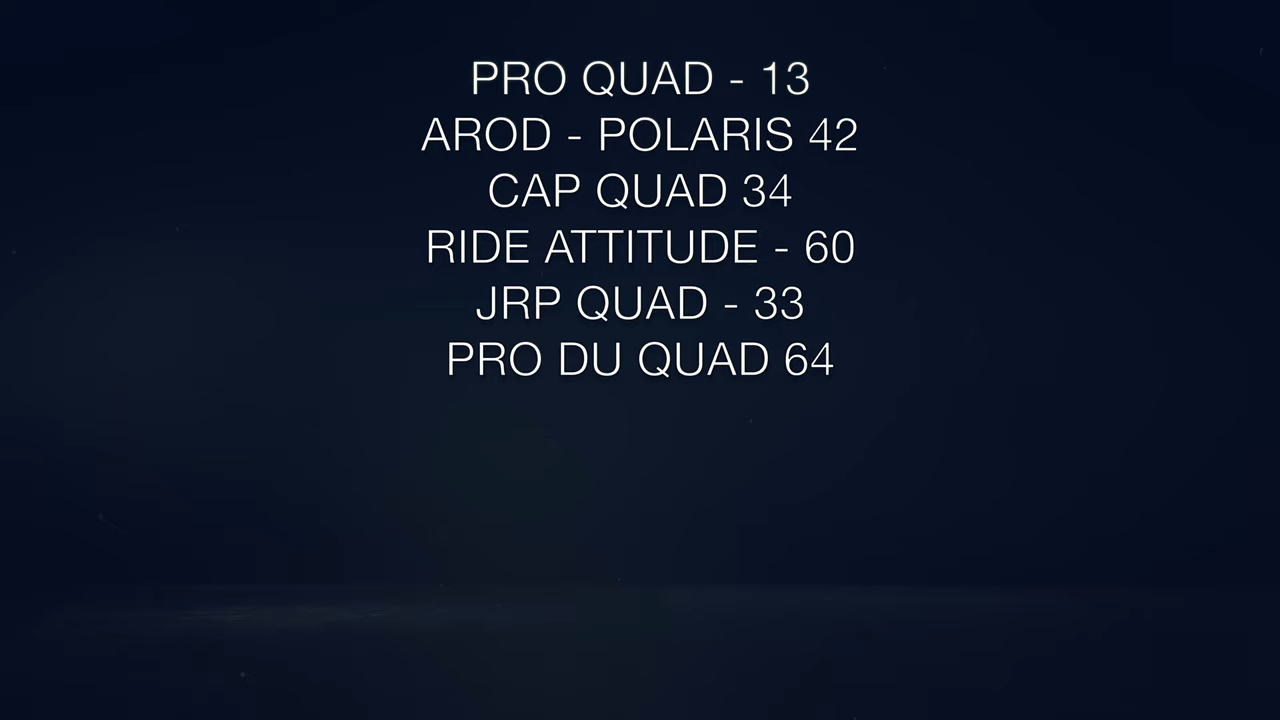 PRO QUAD - 13
AROD - POLARIS 42
CAP QUAD 34
RIDE ATTITUDE - 60
JRP QUAD - 33
PRO DU QUAD 64